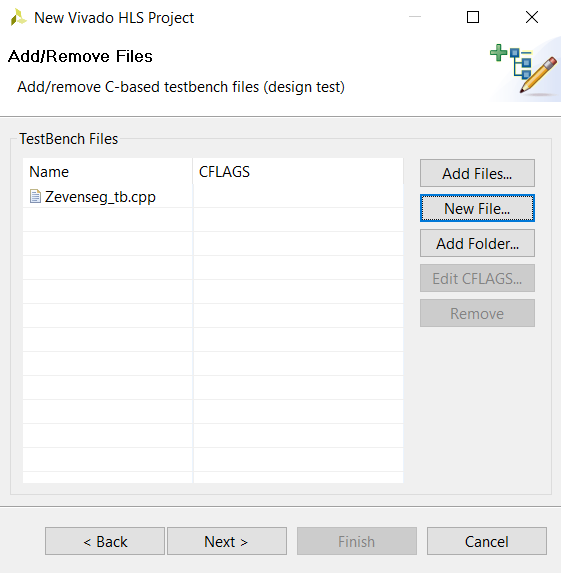 New Vivado HLS Project
Add/Remove Files
Add/remove C-based testbench files (design test)
TestBench Files
Name CFLAGS
Zevenseg_tb.cpp
Add Files...
New File...
Add Folder...
Edit CFLAGS...
Remove
< Back Next > Finish Cancel